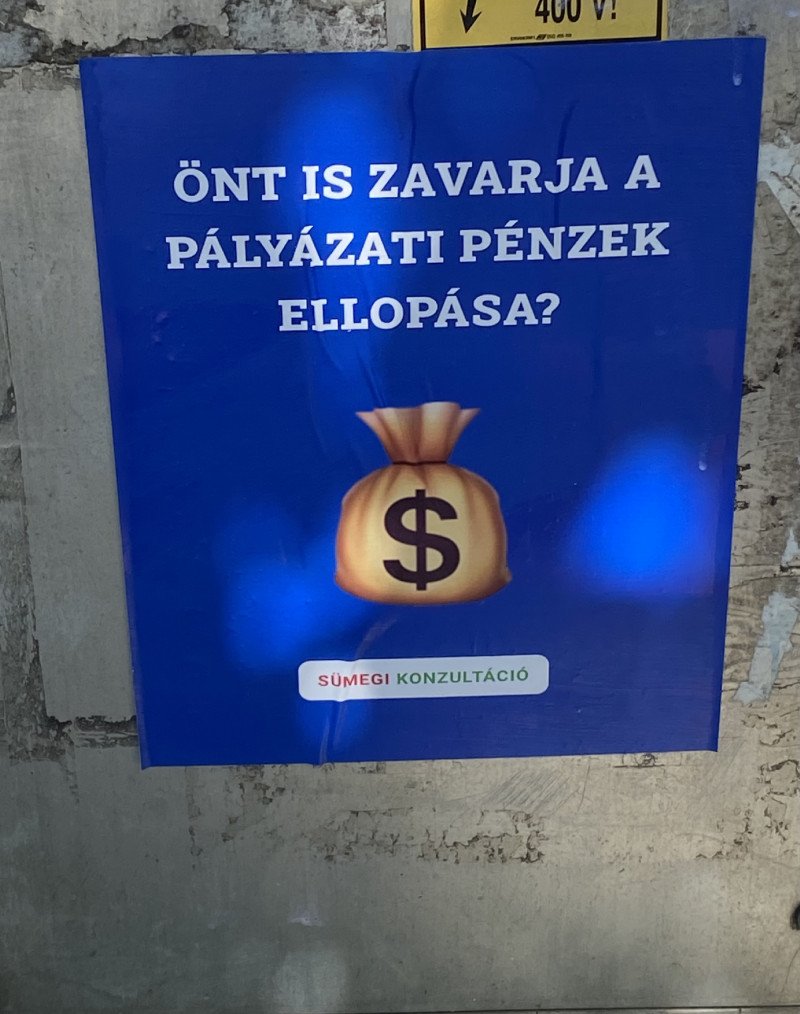 400 V!
ÖNT IS ZAVARJA A
PÁLYÁZATI PÉNZEK
ELLOPÁSA?
$
SÜMEGI KONZULTÁCIÓ